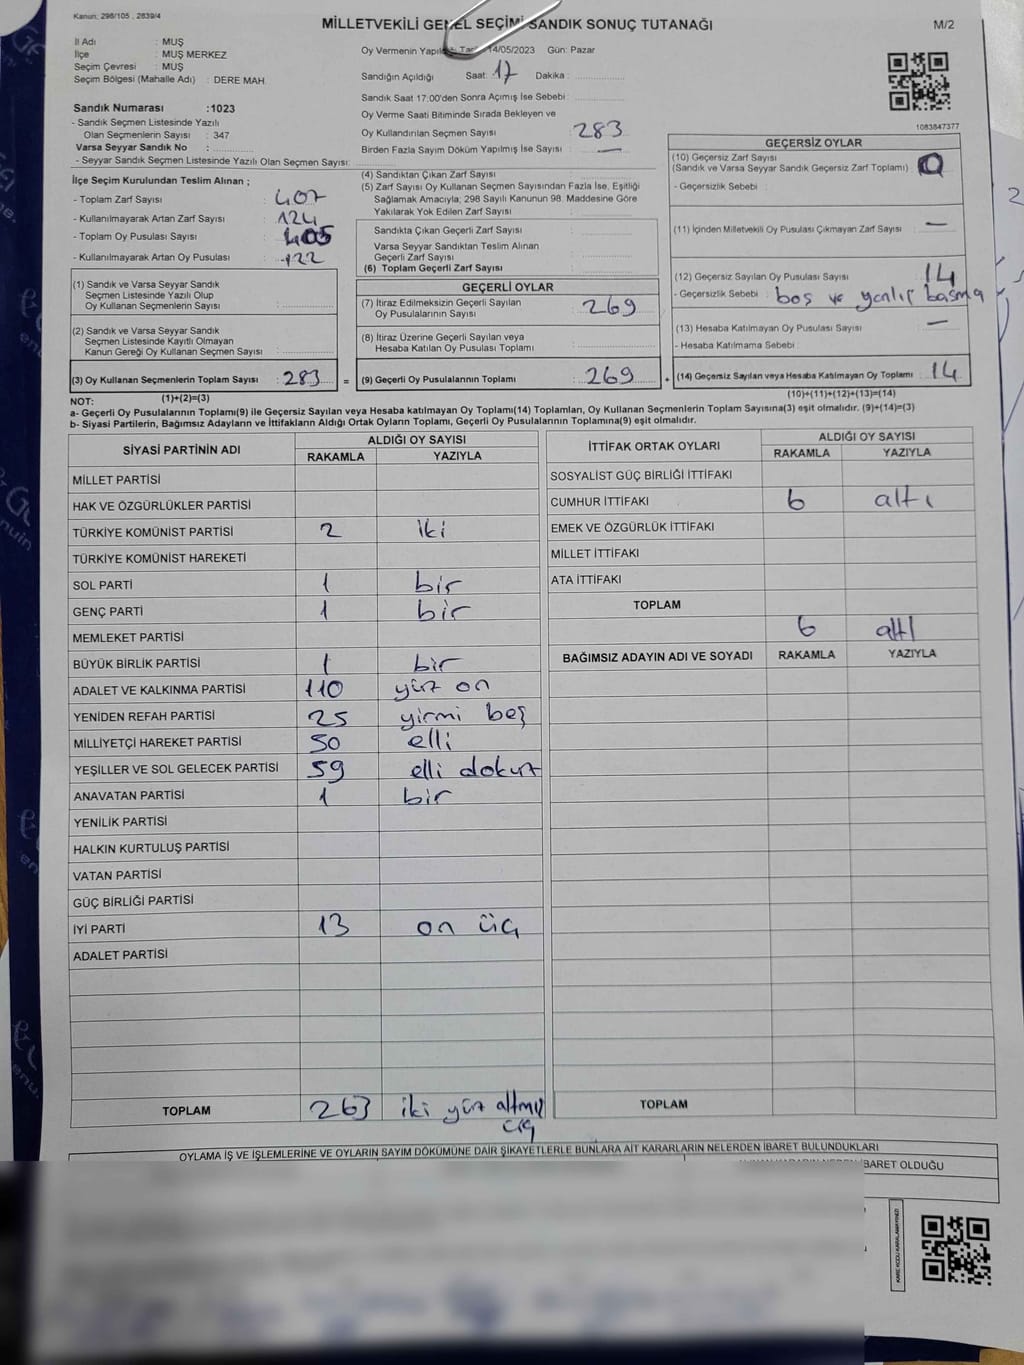 Kanun: 298/105 , 2839/4
MİLLETVEKİLİ GENEL SEÇİMİ SANDIK SONUÇ TUTANAĞI
M/2
İl Adı : MUŞ
İlçe : MUŞ MERKEZ
Seçim Çevresi : MUŞ
Seçim Bölgesi (Mahalle Adı) : DERE MAH.
Sandık Numarası :1023
- Sandık Seçmen Listesinde Yazılı
Olan Seçmenlerin Sayısı : 347
Varsa Seyyar Sandık No :
- Seyyar Sandık Seçmen Listesinde Yazılı Olan Seçmen Sayısı:
Oy Vermenin 14/05/2023 Gün: Pazar
Sandığın Açıldığı Saat: 17 Dakika :
Sandık Saat 17:00'den Sonra Açmış İse Sebebi :
Oy Verme Saati Bitiminde Sırada Bekleyen ve
Oy Kullandırılan Seçmen Sayısı : 283
Birden Fazla Sayım Döküm Yapılmış İse Sayısı : —
1083847377
İlçe Seçim Kurulundan Teslim Alınan ;
- Toplam Zarf Sayısı : 407
- Kullanılmayarak Artan Zarf Sayısı : 124
- Toplam Oy Pusulası Sayısı : 405
- Kullanılmayarak Artan Oy Pusulası : 122
(1) Sandık ve Varsa Seyyar Sandık
Seçmen Listesinde Yazılı Olup
Oy Kullanan Seçmenlerin Sayısı :
(2) Sandık ve Varsa Seyyar Sandık
Seçmen Listesinde Kayıtlı Olmayan
Kanun Gereği Oy Kullanan Seçmen Sayısı :
(3) Oy Kullanan Seçmenlerin Toplam Sayısı : 283 =
(4) Sandıktan Çıkan Zarf Sayısı :
(5) Zarf Sayısı Oy Kullanan Seçmen Sayısından Fazla İse, Eşitliği
Sağlamak Amacıyla; 298 Sayılı Kanunun 98. Maddesine Göre
Yakılarak Yok Edilen Zarf Sayısı :
Sandıkta Çıkan Geçerli Zarf Sayısı :
Varsa Seyyar Sandıktan Teslim Alınan
Geçerli Zarf Sayısı :
(6) Toplam Geçerli Zarf Sayısı :
GEÇERLİ OYLAR
(7) İtiraz Edilmeksizin Geçerli Sayılan
Oy Pusulalarının Sayısı : 269
(8) İtiraz Üzerine Geçerli Sayılan veya
Hesaba Katılan Oy Pusulası Toplamı :
(9) Geçerli Oy Pusulalarının Toplamı : 269 +
GEÇERSİZ OYLAR
(10) Geçersiz Zarf Sayısı
(Sandık ve Varsa Seyyar Sandık Geçersiz Zarf Toplamı) : 0
- Geçersizlik Sebebi :
(11) İçinden Milletvekili Oy Pusulası Çıkmayan Zarf Sayısı : —
(12) Geçersiz Sayılan Oy Pusulası Sayısı : 14
- Geçersizlik Sebebi : boş ve yanlış basma
(13) Hesaba Katılmayan Oy Pusulası Sayısı : —
- Hesaba Katılmama Sebebi :
(14) Geçersiz Sayılan veya Hesaba Katılmayan Oy Toplamı : 14
NOT: (1)+(2)=(3) (10)+(11)+(12)+(13)=(14)
a- Geçerli Oy Pusulasının Toplamı(9) ile Geçersiz Sayılan veya Hesaba katılmayan Oy Toplamı(14) Toplamları, Oy Kullanan Seçmenlerin Toplam Sayısına(3) eşit olmalıdır. (9)+(14)=(3)
b- Siyasi Partilerin, Bağımsız Adayların ve İttifakların Aldığı Ortak Oyların Toplamı, Geçerli Oy Pusulalarının Toplamına(9) eşit olmalıdır.
SİYASİ PARTİNİN ADI ALDIĞI OY SAYISI
RAKAMLA YAZIYLA
MİLLET PARTİSİ
HAK VE ÖZGÜRLÜKLER PARTİSİ
TÜRKİYE KOMÜNİST PARTİSİ 2 iki
TÜRKİYE KOMÜNİST HAREKETİ
SOL PARTİ 1 bir
GENÇ PARTİ 1 bir
MEMLEKET PARTİSİ
BÜYÜK BİRLİK PARTİSİ 1 bir
ADALET VE KALKINMA PARTİSİ 110 yüz on
YENİDEN REFAH PARTİSİ 25 yirmi beş
MİLLİYETÇİ HAREKET PARTİSİ 50 elli
YEŞİLLER VE SOL GELECEK PARTİSİ 59 elli dokuz
ANAVATAN PARTİSİ 1 bir
YENİLİK PARTİSİ
HALKIN KURTULUŞ PARTİSİ
VATAN PARTİSİ
GÜÇ BİRLİĞİ PARTİSİ
İYİ PARTİ 13 on üç
ADALET PARTİSİ
TOPLAM 263 iki yüz altmış
üç
İTTİFAK ORTAK OYLARI ALDIĞI OY SAYISI
RAKAMLA YAZIYLA
SOSYALİST GÜÇ BİRLİĞİ İTTİFAKI
CUMHUR İTTİFAKI 6 altı
EMEK VE ÖZGÜRLÜK İTTİFAKI
MİLLET İTTİFAKI
ATA İTTİFAKI
TOPLAM 6 altı
BAĞIMSIZ ADAYIN ADI VE SOYADI RAKAMLA YAZIYLA
TOPLAM
OYLAMA İŞ VE İŞLEMLERİNE VE OYLARIN SAYIM DÖKÜMÜNE DAİR ŞİKAYETLERLE BUNLARA AİT KARARLARIN NELERDEN İBARET BULUNDUKLARI
İBARET OLDUĞU
KARE KODU KARALAMAYINIZ!